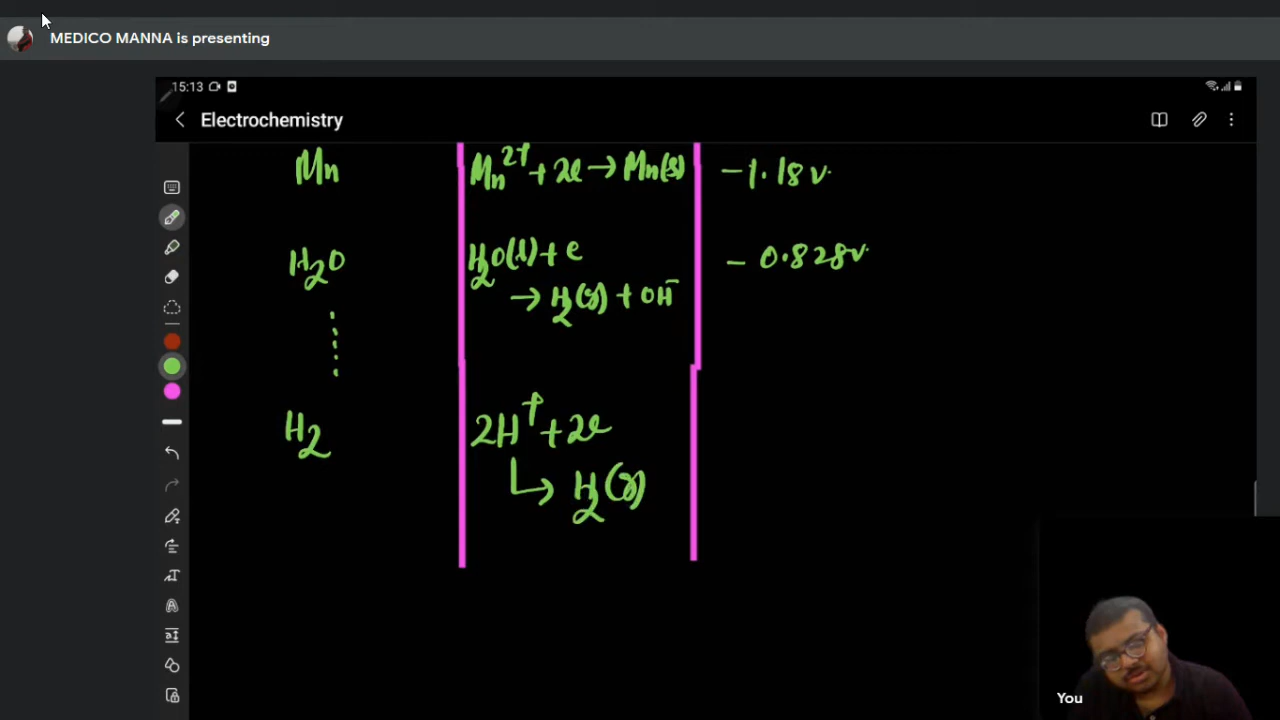 MEDICO MANNA is presenting
15:13
Electrochemistry
Mn Mn²⁺ + 2e → Mn(s) -1.18 v.
H₂O H₂O(l) + e - 0.828v.
→ H₂(g) + OH⁻
H₂ 2H⁺ + 2e
↳ H₂(g)
You